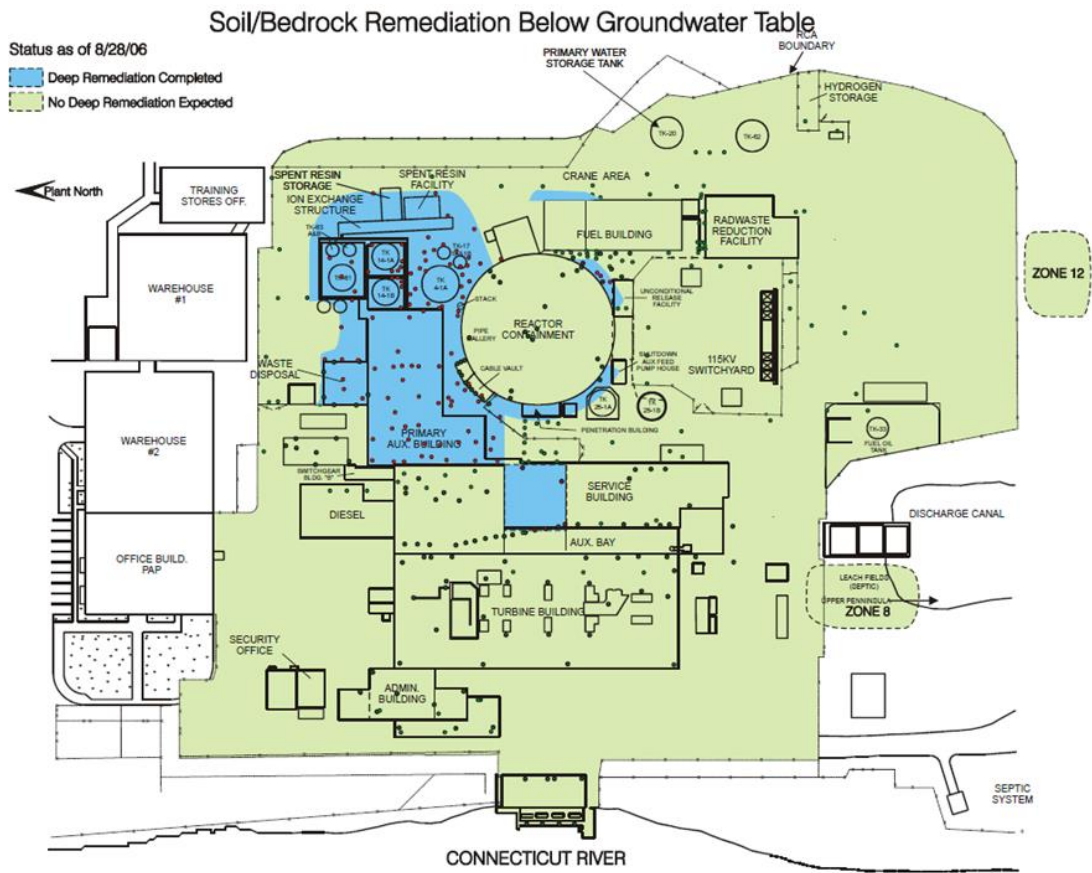 Soil/Bedrock Remediation Below Groundwater Table
Status as of 8/28/06
Deep Remediation Completed
No Deep Remediation Expected
RCA
BOUNDARY
PRIMARY WATER
STORAGE TANK
HYDROGEN
STORAGE
TK-20
TK-62
Plant North
TRAINING
STORES OFF.
SPENT RESIN
STORAGE
SPENT RESIN
FACILITY
ION EXCHANGE
STRUCTURE
CRANE AREA
FUEL BUILDING
RADWASTE
REDUCTION
FACILITY
ZONE 12
TK
14-1A
TK
14-1B
TK-17
TK
4-1A
STACK
WAREHOUSE
#1
UNCONDITIONAL
RELEASE
FACILITY
REACTOR
CONTAINMENT
PIPE
GALLERY
CABLE VAULT
SHUTDOWN
AUX FEED
PUMP HOUSE
115KV
SWITCHYARD
WASTE
DISPOSAL
TK
25-1A
TK
25-1B
PENETRATION BUILDING
TK-33
FUEL OIL
TANK
WAREHOUSE
#2
PRIMARY
AUX. BUILDING
SWITCHGEAR
BLDG. "B"
DIESEL
SERVICE
BUILDING
DISCHARGE CANAL
AUX. BAY
OFFICE BUILD.
PAP
LEACH FIELDS
(SEPTIC)
UPPER PENNINSULA
ZONE 8
TURBINE BUILDING
SECURITY
OFFICE
ADMIN.
BUILDING
SEPTIC
SYSTEM
CONNECTICUT RIVER